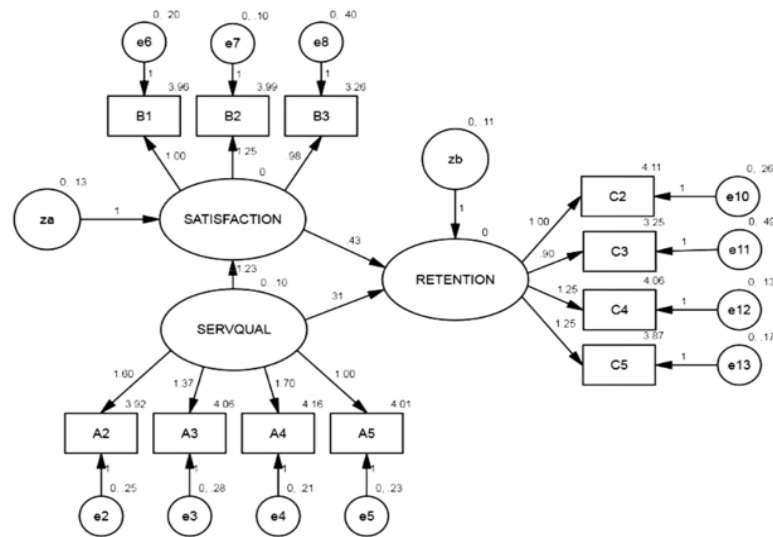 0, .20
0, .10
0, .40
e6
e7
e8
1
1
1
3.96
3.99
3.26
B1
B2
B3
0, .11
1.00
1.25
.98
zb
4.11
0, .26
0, .13
0
C2
1
e10
za
1
SATISFACTION
1
1.00
3.25
0, .49
.43
0
.90
C3
1
e11
1.23
RETENTION
4.06
0, .13
0, .10
.31
1.25
C4
1
e12
SERVQUAL
1.25
3.87
0, .17
C5
1
e13
1.60
1.37
1.70
1.00
3.92
4.06
4.16
4.01
A2
A3
A4
A5
1
1
1
1
0, .25
0, .28
0, .21
0, .23
e2
e3
e4
e5